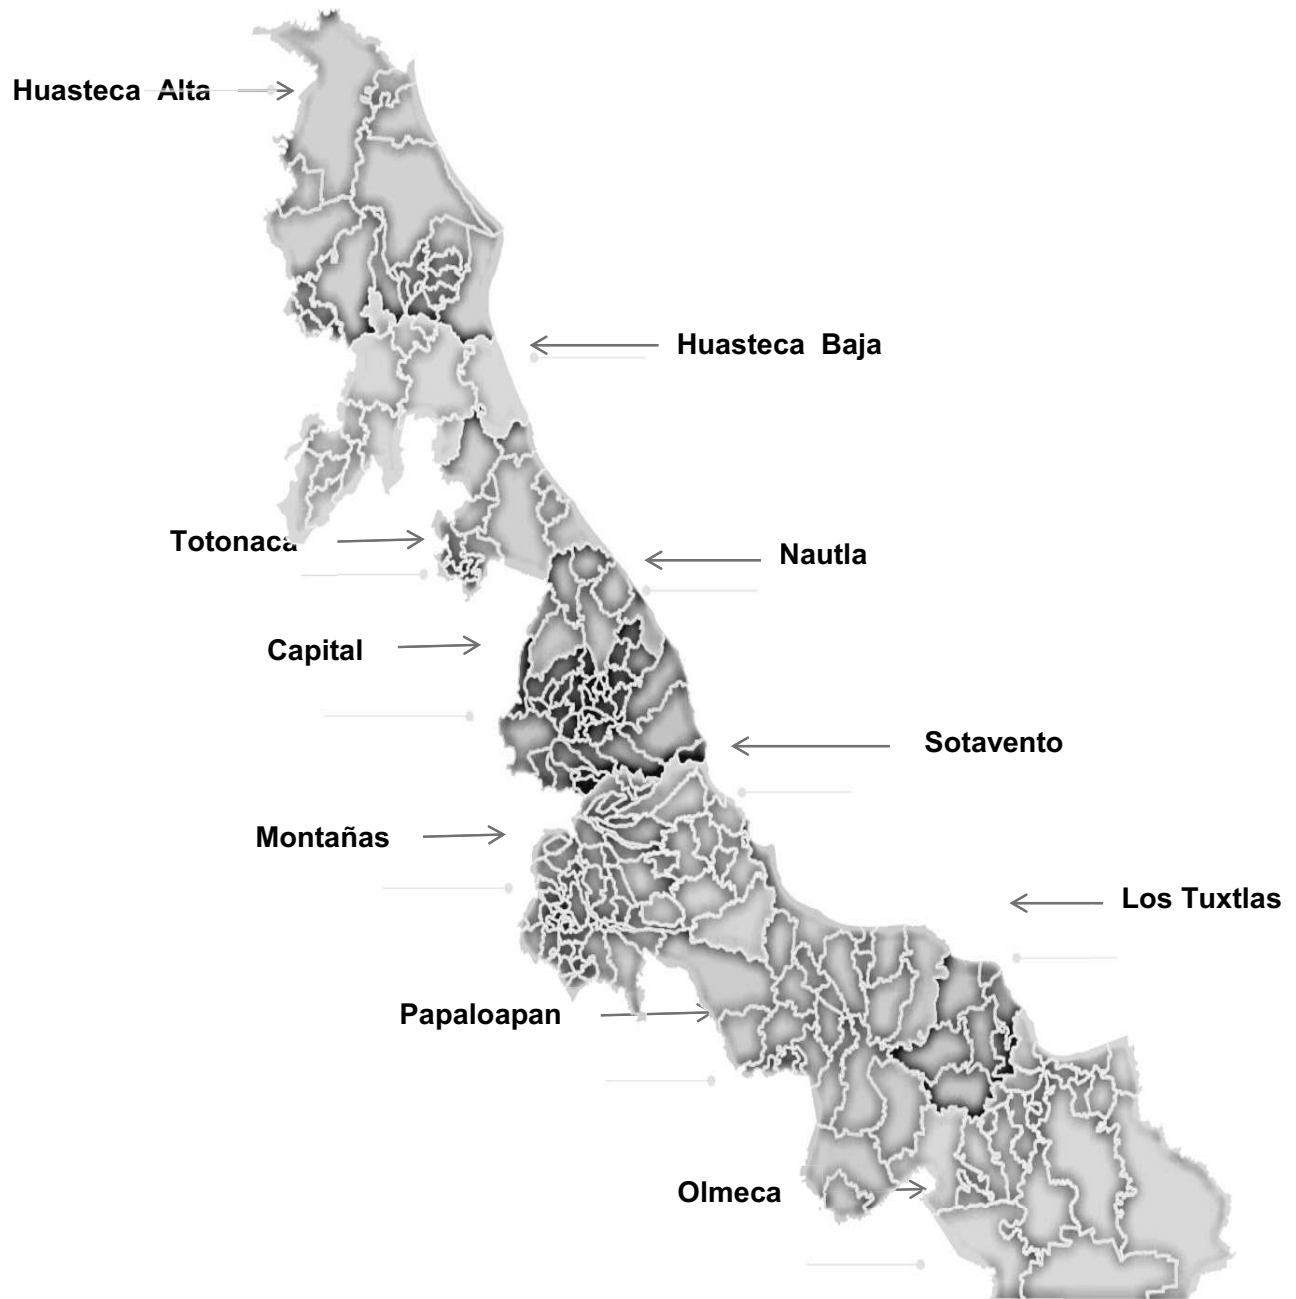 Huasteca Alta
Huasteca Baja
Totonaca
Nautla
Capital
Sotavento
Montañas
Los Tuxtlas
Papaloapan
Olmeca